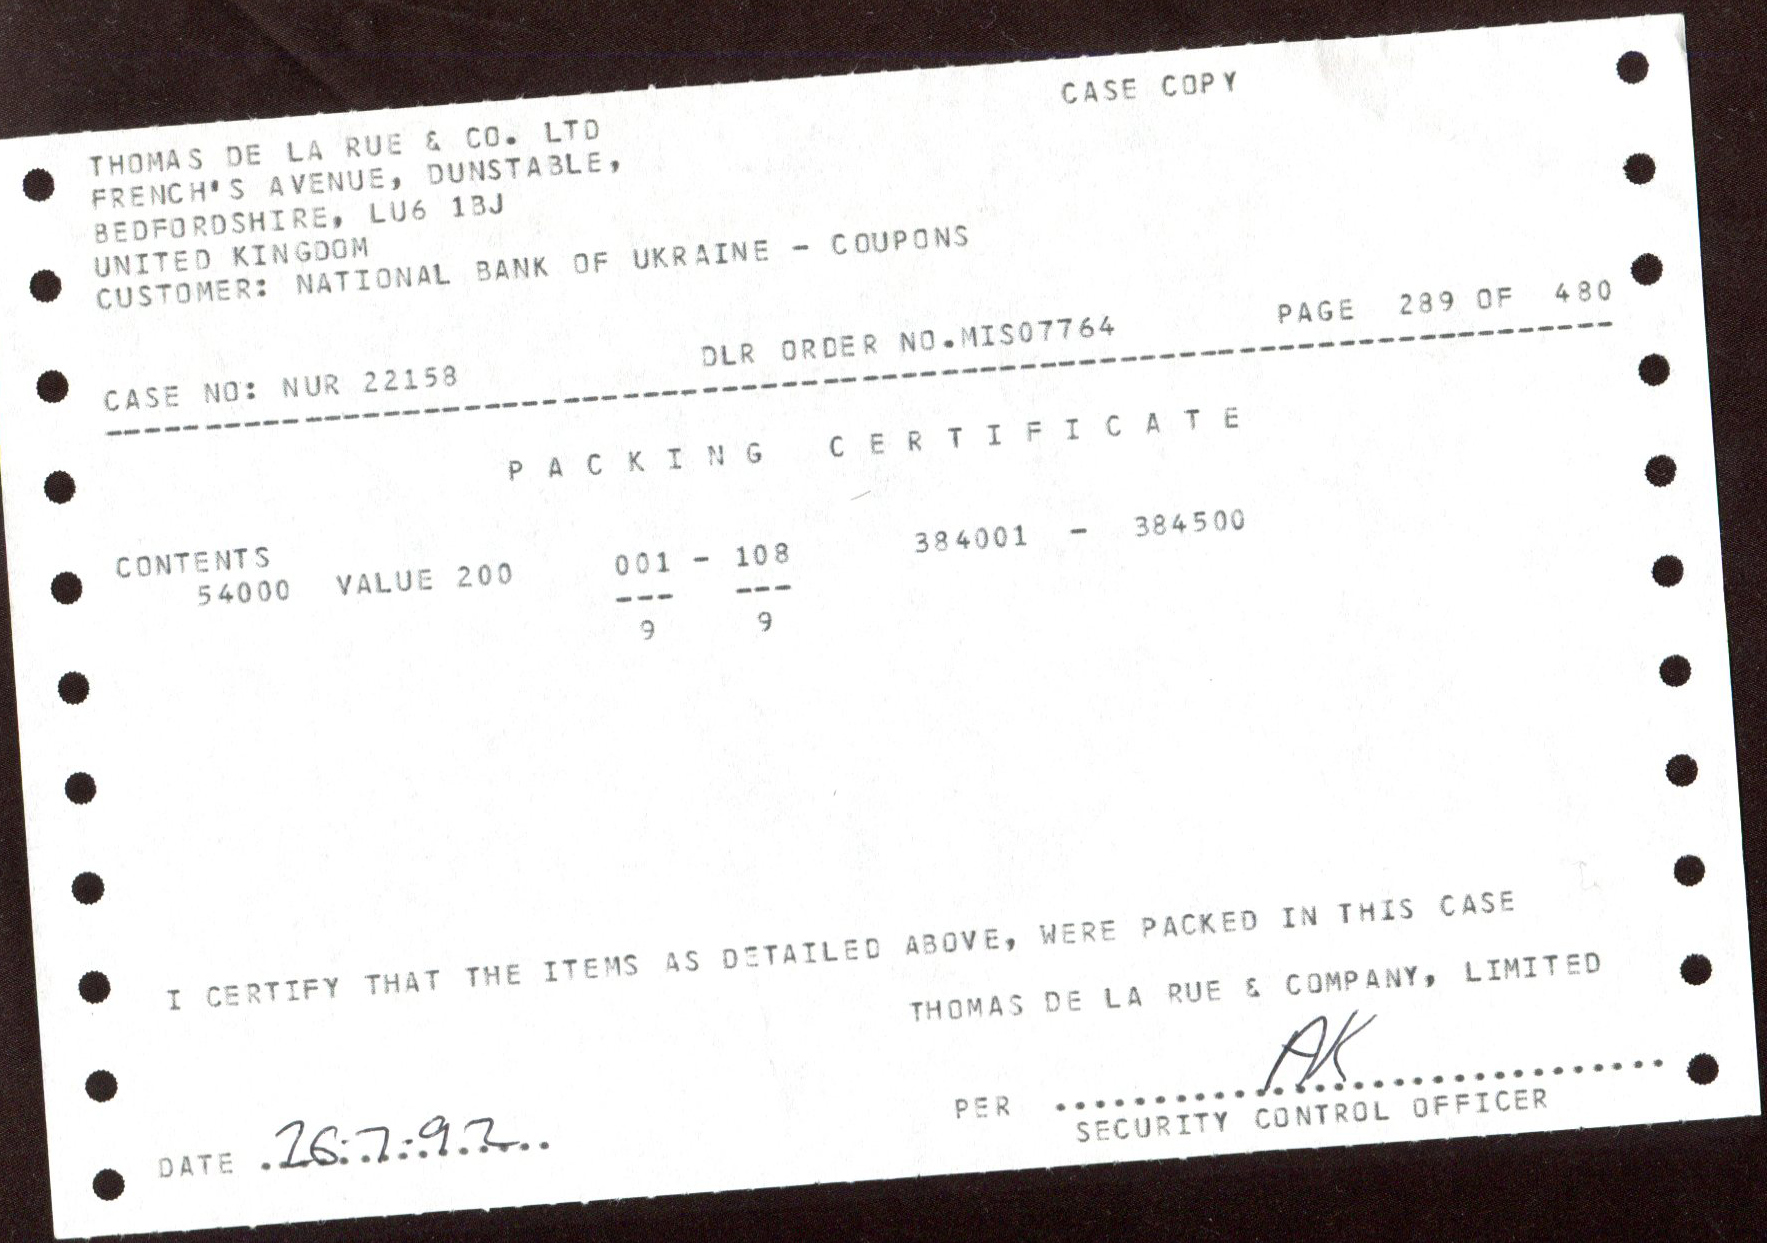 CASE COPY
THOMAS DE LA RUE & CO. LTD
FRENCH'S AVENUE, DUNSTABLE,
BEDFORDSHIRE, LU6 1BJ
UNITED KINGDOM
CUSTOMER: NATIONAL BANK OF UKRAINE - COUPONS
CASE NO: NUR 22158 DLR ORDER NO.MIS07764 PAGE 289 OF 480
PACKING CERTIFICATE
CONTENTS
54000 VALUE 200 001 - 108 384001 - 384500
--- ---
9 9
I CERTIFY THAT THE ITEMS AS DETAILED ABOVE, WERE PACKED IN THIS CASE
THOMAS DE LA RUE & COMPANY, LIMITED
PER AK
SECURITY CONTROL OFFICER
DATE 26.7.92